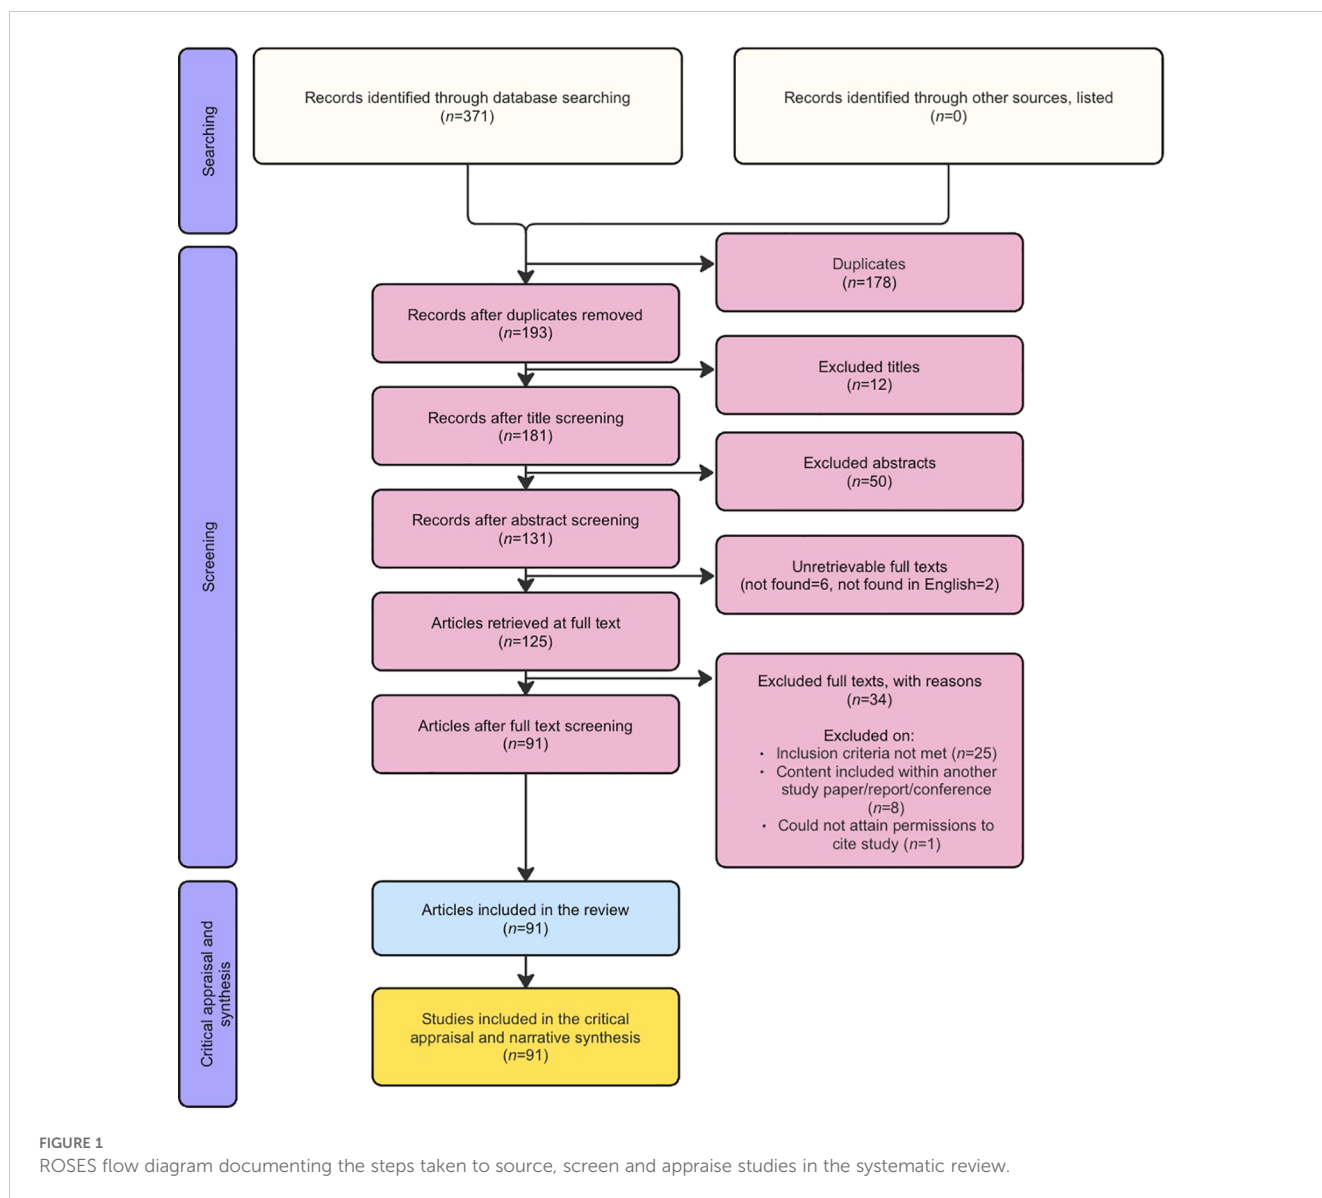 Searching
Records identified through database searching
(n=371)
Records identified through other sources, listed
(n=0)
Screening
Duplicates
(n=178)
Records after duplicates removed
(n=193)
Excluded titles
(n=12)
Records after title screening
(n=181)
Excluded abstracts
(n=50)
Records after abstract screening
(n=131)
Unretrievable full texts
(not found=6, not found in English=2)
Articles retrieved at full text
(n=125)
Excluded full texts, with reasons
(n=34)
Excluded on:
• Inclusion criteria not met (n=25)
• Content included within another
study paper/report/conference
(n=8)
• Could not attain permissions to
cite study (n=1)
Articles after full text screening
(n=91)
Critical appraisal and
synthesis
Articles included in the review
(n=91)
Studies included in the critical
appraisal and narrative synthesis
(n=91)
FIGURE 1
ROSES flow diagram documenting the steps taken to source, screen and appraise studies in the systematic review.